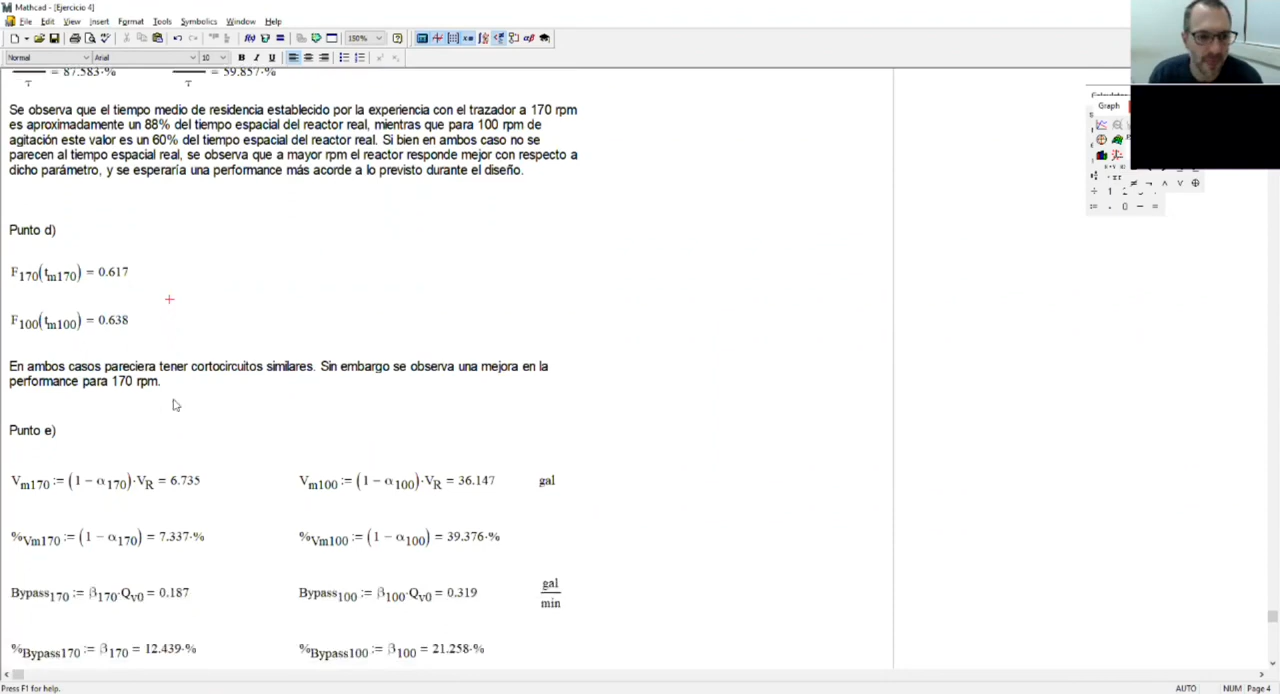 Mathcad - [Ejercicio 4]
File Edit View Insert Format Tools Symbolics Window Help
150%
Normal Arial 10 B I U
τ = 87.583·% τ = 59.857·%
Graph
Se observa que el tiempo medio de residencia establecido por la experiencia con el trazador a 170 rpm
es aproximadamente un 88% del tiempo espacial del reactor real, mientras que para 100 rpm de
agitación este valor es un 60% del tiempo espacial del reactor real. Si bien en ambos caso no se
parecen al tiempo espacial real, se observa que a mayor rpm el reactor responde mejor con respecto a
dicho parámetro, y se esperaría una performance más acorde a lo previsto durante el diseño.
Punto d)
F170(tm170) = 0.617
F100(tm100) = 0.638
En ambos casos pareciera tener cortocircuitos similares. Sin embargo se observa una mejora en la
performance para 170 rpm.
Punto e)
Vm170 := (1 − α170)·VR = 6.735 Vm100 := (1 − α100)·VR = 36.147 gal
%Vm170 := (1 − α170) = 7.337·% %Vm100 := (1 − α100) = 39.376·%
Bypass170 := β170·Qv0 = 0.187 Bypass100 := β100·Qv0 = 0.319 gal/min
%Bypass170 := β170 = 12.439·% %Bypass100 := β100 = 21.258·%
Press F1 for help. AUTO NUM Page 4